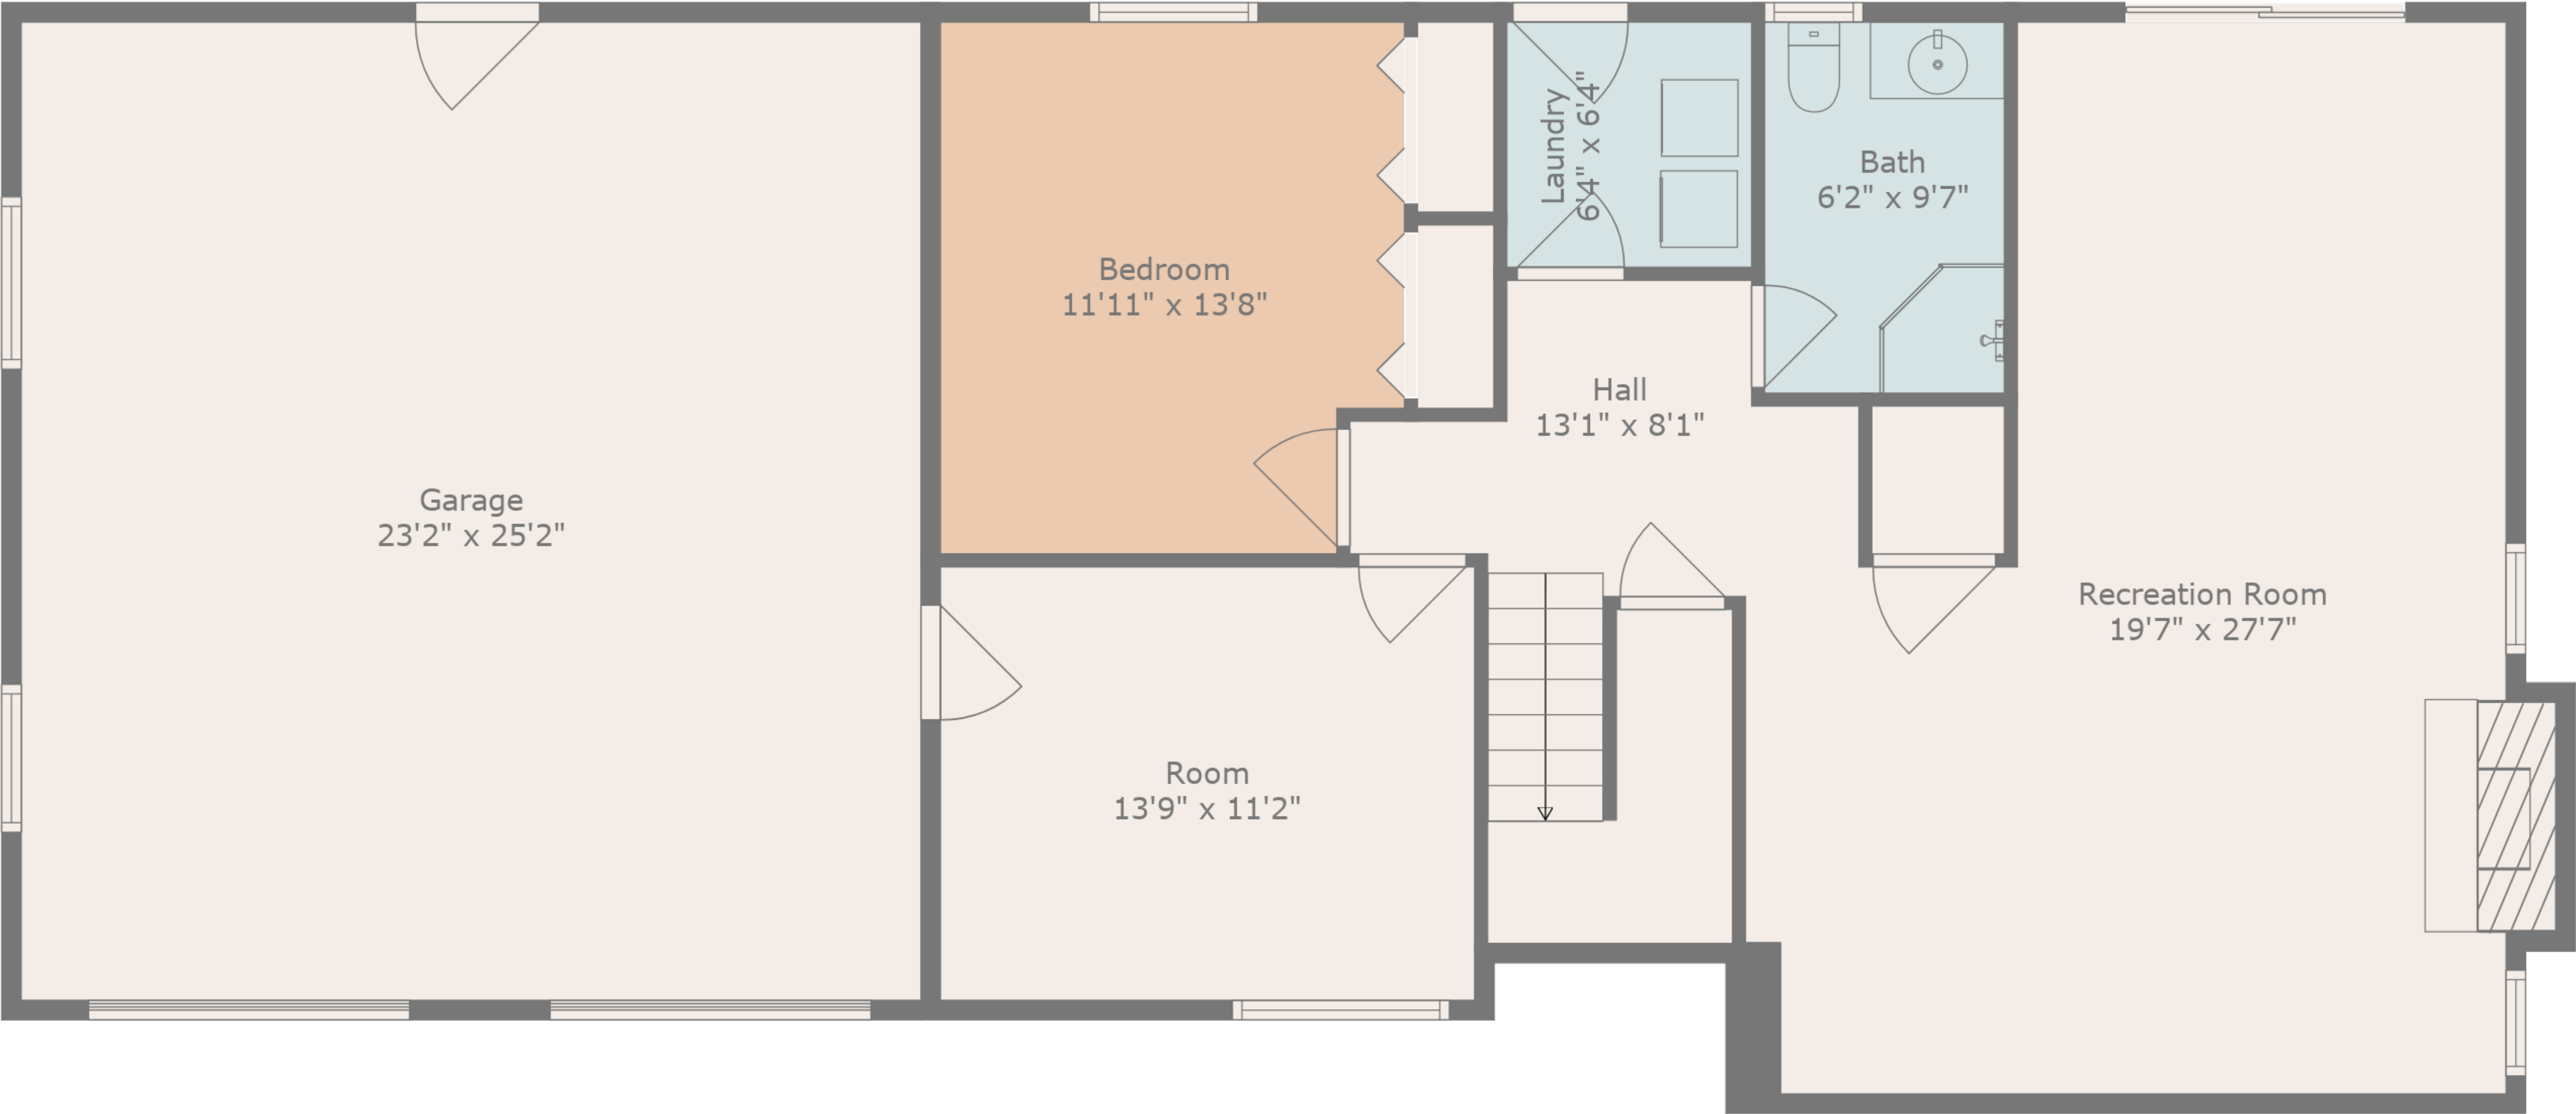 Garage
23'2" x 25'2"
Bedroom
11'11" x 13'8"
Laundry
6'4" x 6'4"
Bath
6'2" x 9'7"
Hall
13'1" x 8'1"
Room
13'9" x 11'2"
Recreation Room
19'7" x 27'7"